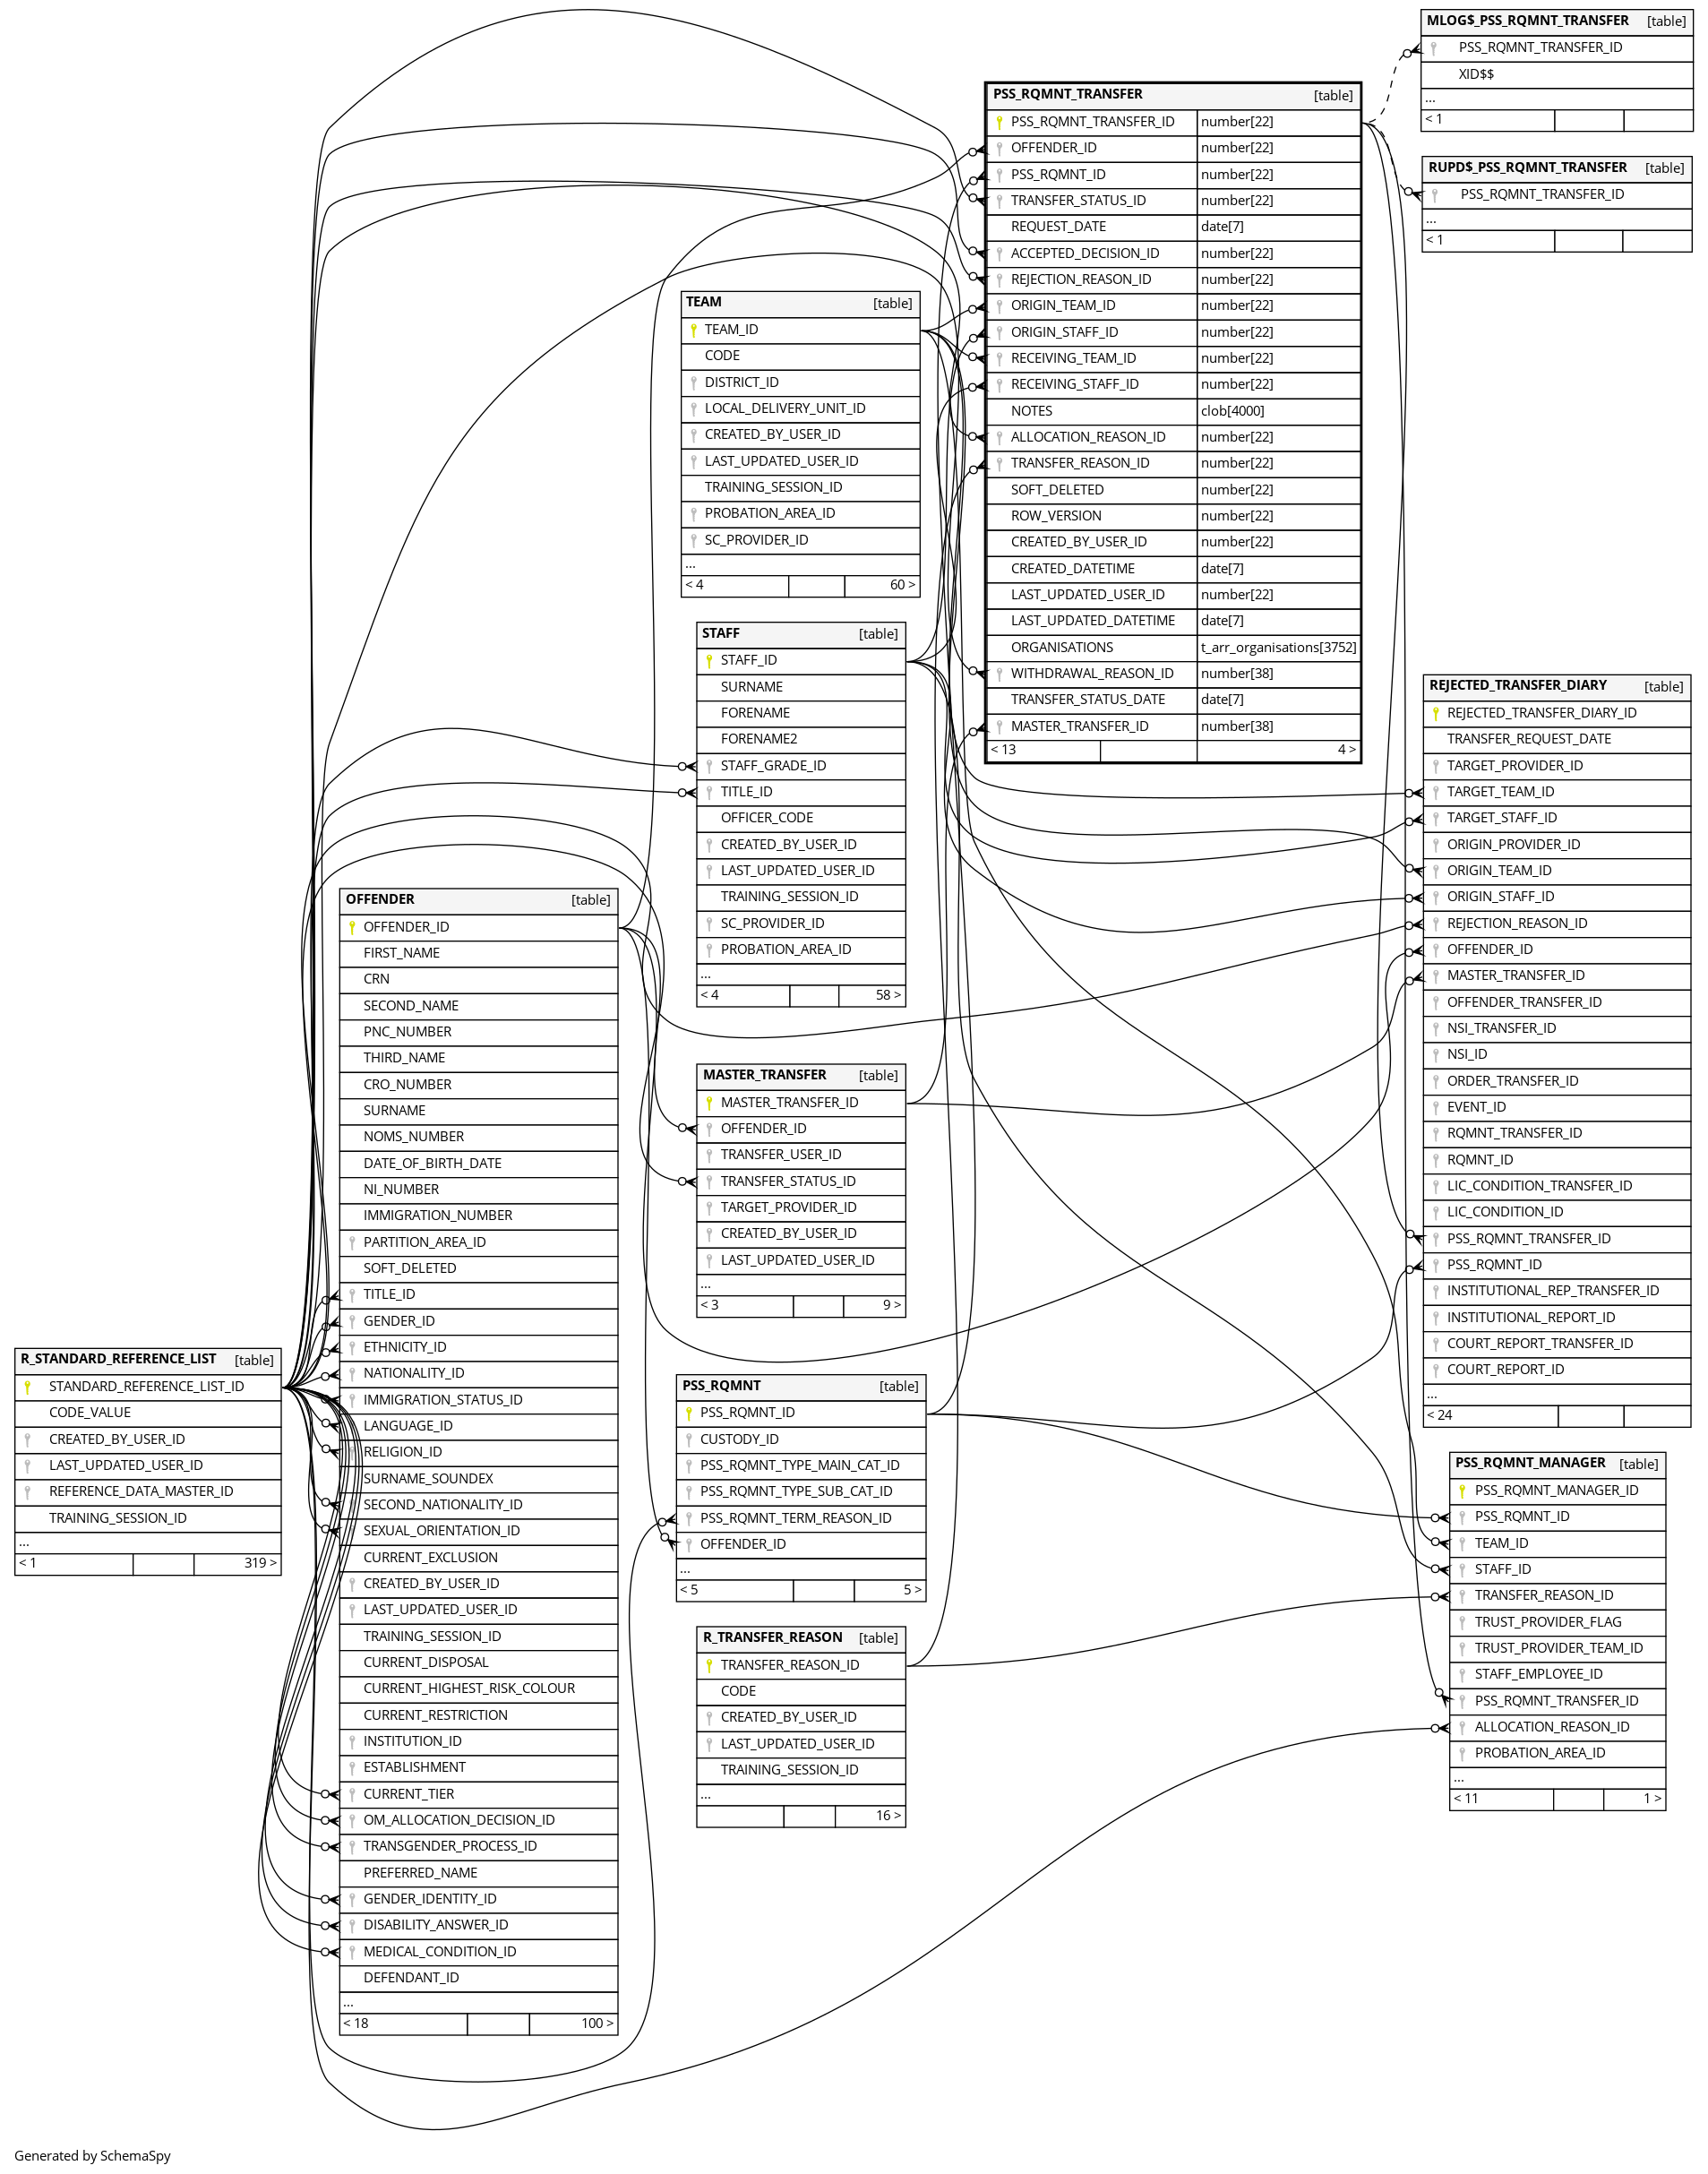 MLOG$_PSS_RQMNT_TRANSFER [table]
PSS_RQMNT_TRANSFER_ID
XID$$
...
< 1
PSS_RQMNT_TRANSFER [table]
PSS_RQMNT_TRANSFER_ID number[22]
OFFENDER_ID number[22]
PSS_RQMNT_ID number[22]
TRANSFER_STATUS_ID number[22]
REQUEST_DATE date[7]
ACCEPTED_DECISION_ID number[22]
REJECTION_REASON_ID number[22]
ORIGIN_TEAM_ID number[22]
ORIGIN_STAFF_ID number[22]
RECEIVING_TEAM_ID number[22]
RECEIVING_STAFF_ID number[22]
NOTES clob[4000]
ALLOCATION_REASON_ID number[22]
TRANSFER_REASON_ID number[22]
SOFT_DELETED number[22]
ROW_VERSION number[22]
CREATED_BY_USER_ID number[22]
CREATED_DATETIME date[7]
LAST_UPDATED_USER_ID number[22]
LAST_UPDATED_DATETIME date[7]
ORGANISATIONS t_arr_organisations[3752]
WITHDRAWAL_REASON_ID number[38]
TRANSFER_STATUS_DATE date[7]
MASTER_TRANSFER_ID number[38]
< 13 4 >
RUPD$_PSS_RQMNT_TRANSFER [table]
PSS_RQMNT_TRANSFER_ID
...
< 1
TEAM [table]
TEAM_ID
CODE
DISTRICT_ID
LOCAL_DELIVERY_UNIT_ID
CREATED_BY_USER_ID
LAST_UPDATED_USER_ID
TRAINING_SESSION_ID
PROBATION_AREA_ID
SC_PROVIDER_ID
...
< 4 60 >
STAFF [table]
STAFF_ID
SURNAME
FORENAME
FORENAME2
STAFF_GRADE_ID
TITLE_ID
OFFICER_CODE
CREATED_BY_USER_ID
LAST_UPDATED_USER_ID
TRAINING_SESSION_ID
SC_PROVIDER_ID
PROBATION_AREA_ID
...
< 4 58 >
REJECTED_TRANSFER_DIARY [table]
REJECTED_TRANSFER_DIARY_ID
TRANSFER_REQUEST_DATE
TARGET_PROVIDER_ID
TARGET_TEAM_ID
TARGET_STAFF_ID
ORIGIN_PROVIDER_ID
ORIGIN_TEAM_ID
ORIGIN_STAFF_ID
REJECTION_REASON_ID
OFFENDER_ID
MASTER_TRANSFER_ID
OFFENDER_TRANSFER_ID
NSI_TRANSFER_ID
NSI_ID
ORDER_TRANSFER_ID
EVENT_ID
RQMNT_TRANSFER_ID
RQMNT_ID
LIC_CONDITION_TRANSFER_ID
LIC_CONDITION_ID
PSS_RQMNT_TRANSFER_ID
PSS_RQMNT_ID
INSTITUTIONAL_REP_TRANSFER_ID
INSTITUTIONAL_REPORT_ID
COURT_REPORT_TRANSFER_ID
COURT_REPORT_ID
...
< 24
OFFENDER [table]
OFFENDER_ID
FIRST_NAME
CRN
SECOND_NAME
PNC_NUMBER
THIRD_NAME
CRO_NUMBER
SURNAME
NOMS_NUMBER
DATE_OF_BIRTH_DATE
NI_NUMBER
IMMIGRATION_NUMBER
PARTITION_AREA_ID
SOFT_DELETED
TITLE_ID
GENDER_ID
ETHNICITY_ID
NATIONALITY_ID
IMMIGRATION_STATUS_ID
LANGUAGE_ID
RELIGION_ID
SURNAME_SOUNDEX
SECOND_NATIONALITY_ID
SEXUAL_ORIENTATION_ID
CURRENT_EXCLUSION
CREATED_BY_USER_ID
LAST_UPDATED_USER_ID
TRAINING_SESSION_ID
CURRENT_DISPOSAL
CURRENT_HIGHEST_RISK_COLOUR
CURRENT_RESTRICTION
INSTITUTION_ID
ESTABLISHMENT
CURRENT_TIER
OM_ALLOCATION_DECISION_ID
TRANSGENDER_PROCESS_ID
PREFERRED_NAME
GENDER_IDENTITY_ID
DISABILITY_ANSWER_ID
MEDICAL_CONDITION_ID
DEFENDANT_ID
...
< 18 100 >
MASTER_TRANSFER [table]
MASTER_TRANSFER_ID
OFFENDER_ID
TRANSFER_USER_ID
TRANSFER_STATUS_ID
TARGET_PROVIDER_ID
CREATED_BY_USER_ID
LAST_UPDATED_USER_ID
...
< 3 9 >
R_STANDARD_REFERENCE_LIST [table]
STANDARD_REFERENCE_LIST_ID
CODE_VALUE
CREATED_BY_USER_ID
LAST_UPDATED_USER_ID
REFERENCE_DATA_MASTER_ID
TRAINING_SESSION_ID
...
< 1 319 >
PSS_RQMNT [table]
PSS_RQMNT_ID
CUSTODY_ID
PSS_RQMNT_TYPE_MAIN_CAT_ID
PSS_RQMNT_TYPE_SUB_CAT_ID
PSS_RQMNT_TERM_REASON_ID
OFFENDER_ID
...
< 5 5 >
PSS_RQMNT_MANAGER [table]
PSS_RQMNT_MANAGER_ID
PSS_RQMNT_ID
TEAM_ID
STAFF_ID
TRANSFER_REASON_ID
TRUST_PROVIDER_FLAG
TRUST_PROVIDER_TEAM_ID
STAFF_EMPLOYEE_ID
PSS_RQMNT_TRANSFER_ID
ALLOCATION_REASON_ID
PROBATION_AREA_ID
...
< 11 1 >
R_TRANSFER_REASON [table]
TRANSFER_REASON_ID
CODE
CREATED_BY_USER_ID
LAST_UPDATED_USER_ID
TRAINING_SESSION_ID
...
16 >
Generated by SchemaSpy